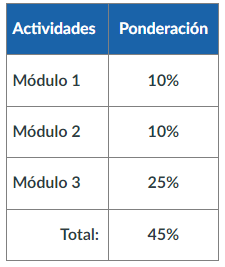 Actividades Ponderación
Módulo 1 10%
Módulo 2 10%
Módulo 3 25%
Total: 45%